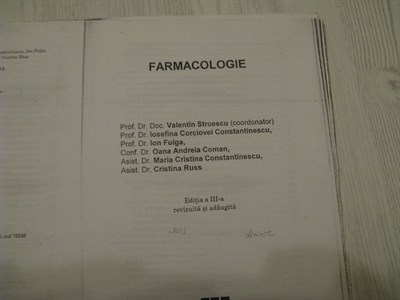 FARMACOLOGIE
Prof. Dr. Doc. Valentin Stroescu (coordonator)
Prof. Dr. Iosefina Corciovei Constantinescu,
Prof. Dr. Ion Fulga,
Conf. Dr. Oana Andreia Coman,
Asist. Dr. Maria Cristina Constantinescu,
Asist. Dr. Cristina Russ
Ediția a III-a
revizuită și adăugită